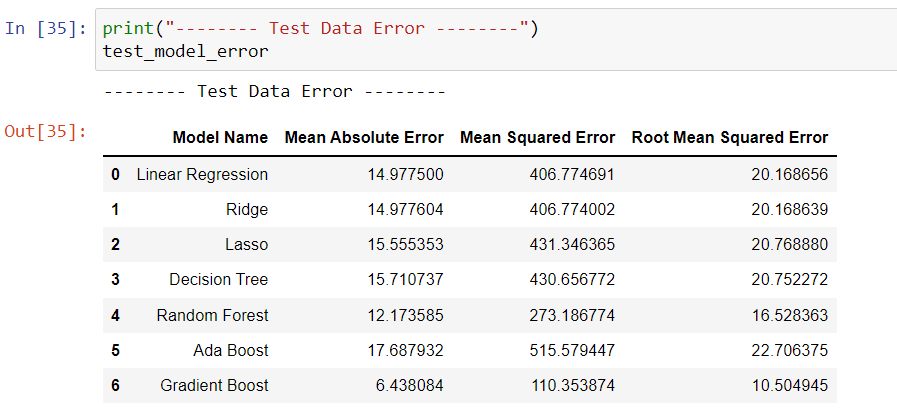 In [35]: print("-------- Test Data Error --------")
test_model_error
-------- Test Data Error --------
Out[35]:
Model Name Mean Absolute Error Mean Squared Error Root Mean Squared Error
0 Linear Regression 14.977500 406.774691 20.168656
1 Ridge 14.977604 406.774002 20.168639
2 Lasso 15.555353 431.346365 20.768880
3 Decision Tree 15.710737 430.656772 20.752272
4 Random Forest 12.173585 273.186774 16.528363
5 Ada Boost 17.687932 515.579447 22.706375
6 Gradient Boost 6.438084 110.353874 10.504945